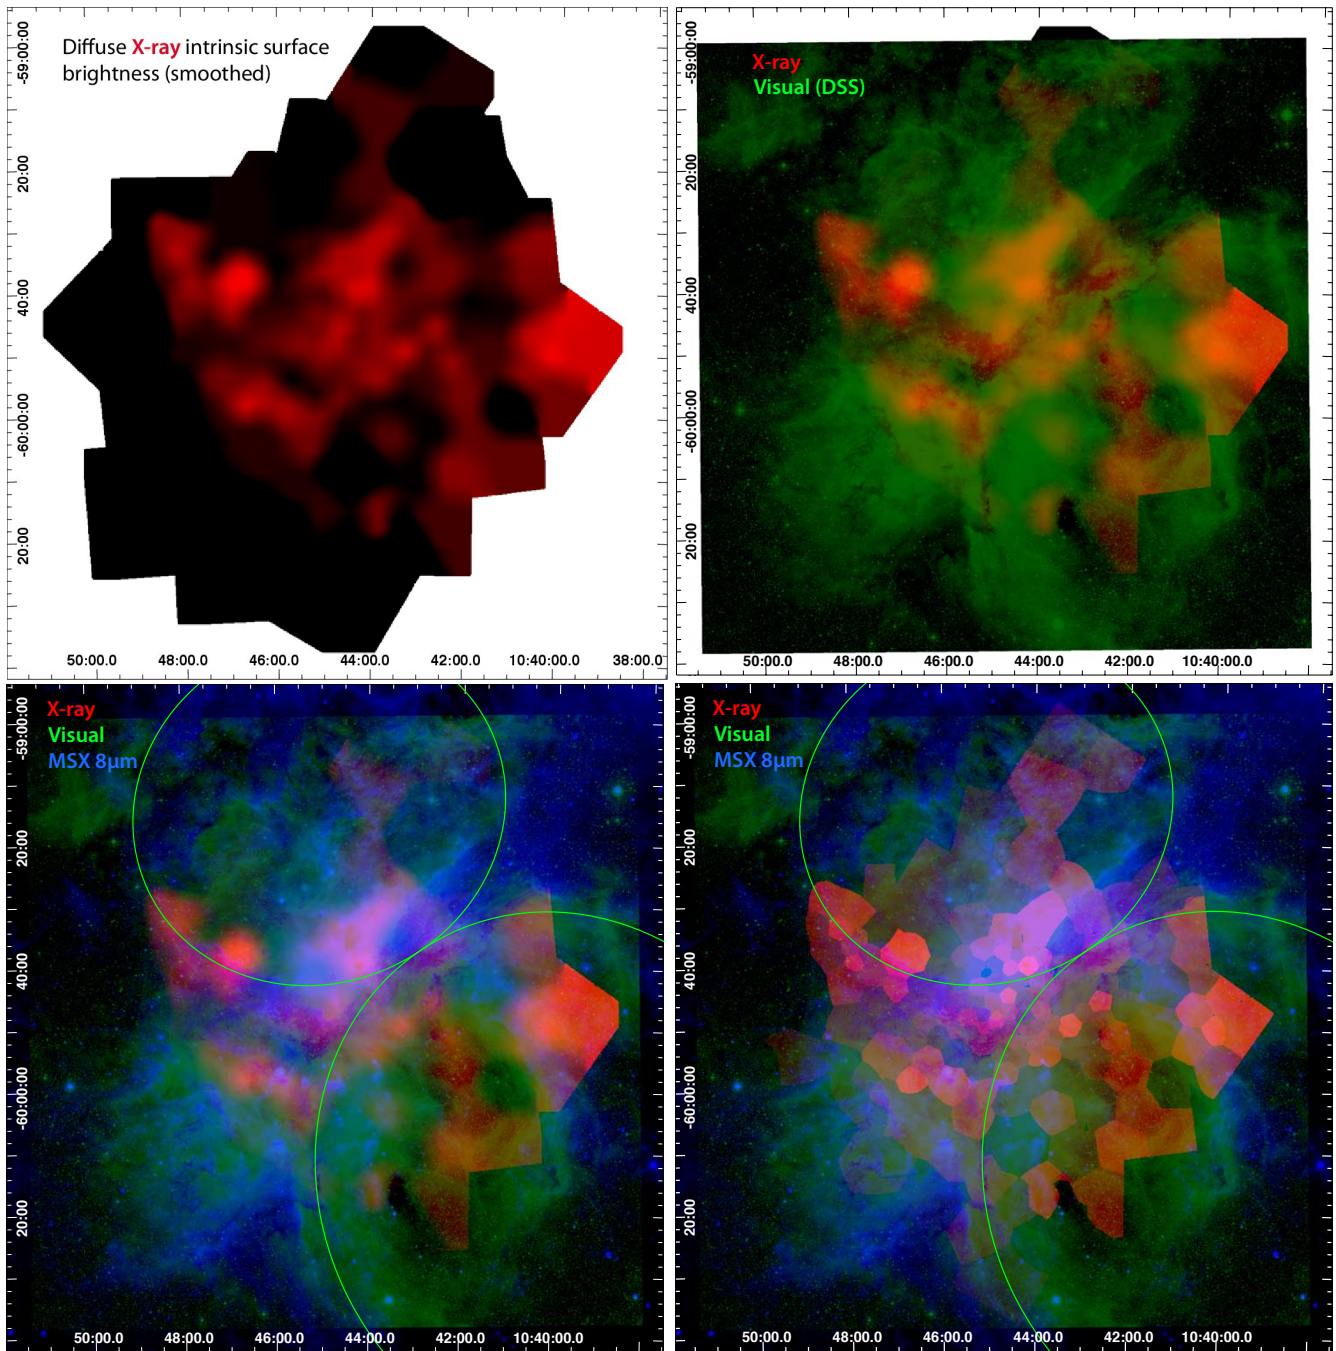 Diffuse X-ray intrinsic surface
brightness (smoothed)
-59:00:00
20:00
40:00
-60:00:00
20:00
50:00.0 48:00.0 46:00.0 44:00.0 42:00.0 10:40:00.0 38:00.0
X-ray
Visual (DSS)
-59:00:00
20:00
40:00
-60:00:00
20:00
50:00.0 48:00.0 46:00.0 44:00.0 42:00.0 10:40:00.0
X-ray
Visual
MSX 8μm
-59:00:00
20:00
40:00
-60:00:00
20:00
50:00.0 48:00.0 46:00.0 44:00.0 42:00.0 10:40:00.0
X-ray
Visual
MSX 8μm
-59:00:00
20:00
40:00
-60:00:00
20:00
50:00.0 48:00.0 46:00.0 44:00.0 42:00.0 10:40:00.0